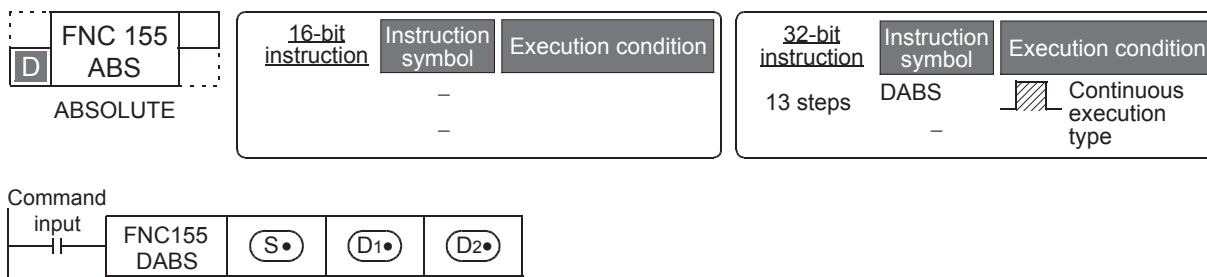 FNC 155
D ABS
ABSOLUTE
16-bit instruction
Instruction symbol
Execution condition
–
–
32-bit instruction
Instruction symbol
Execution condition
13 steps
DABS
Continuous execution type
–
Command input
FNC155 DABS
S•
D1•
D2•